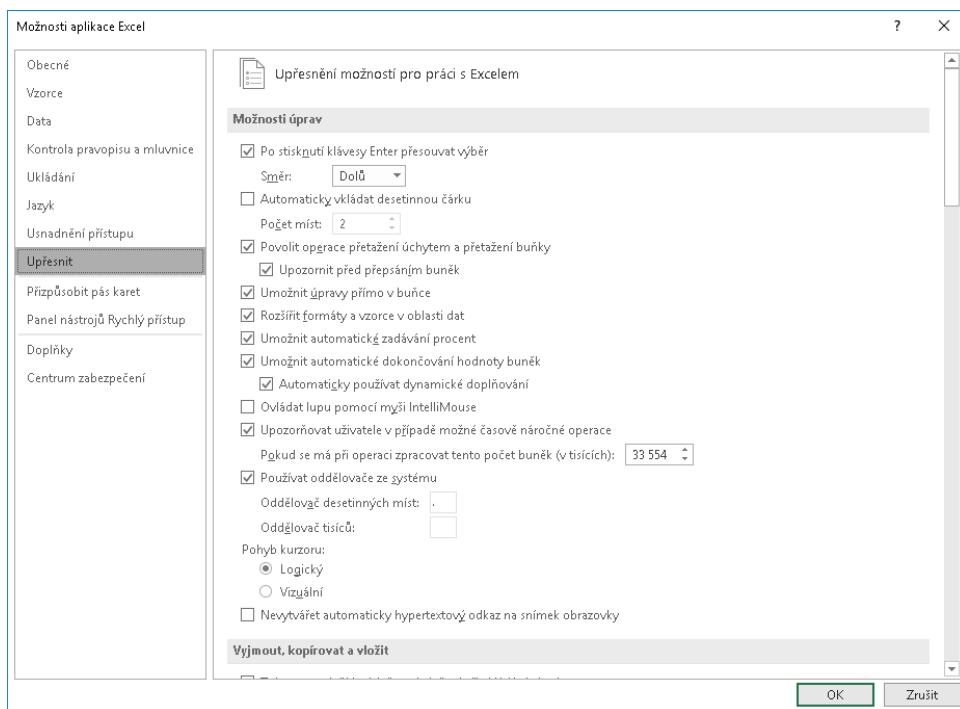 Možnosti aplikace Excel
?
Obecné
Vzorce
Data
Kontrola pravopisu a mluvnice
Ukládání
Jazyk
Usnadnění přístupu
Upřesnit
Přizpůsobit pás karet
Panel nástrojů Rychlý přístup
Doplňky
Centrum zabezpečení
Upřesnění možností pro práci s Excelem
Možnosti úprav
Po stisknutí klávesy Enter přesouvat výběr
Směr: Dolů
Automaticky vkládat desetinnou čárku
Počet míst: 2
Povolit operace přetažení úchytem a přetažení buňky
Upozornit před přepsáním buněk
Umožnit úpravy přímo v buňce
Rozšířit formáty a vzorce v oblasti dat
Umožnit automatické zadávání procent
Umožnit automatické dokončování hodnoty buněk
Automaticky používat dynamické doplňování
Ovládat lupu pomocí myši IntelliMouse
Upozorňovat uživatele v případě možné časově náročné operace
Pokud se má při operaci zpracovat tento počet buněk (v tisících): 33 554
Používat oddělovače ze systému
Oddělovač desetinných míst: .
Oddělovač tisíců:
Pohyb kurzoru:
Logický
Vizuální
Nevytvářet automaticky hypertextový odkaz na snímek obrazovky
Vyjmout, kopírovat a vložit
OK
Zrušit